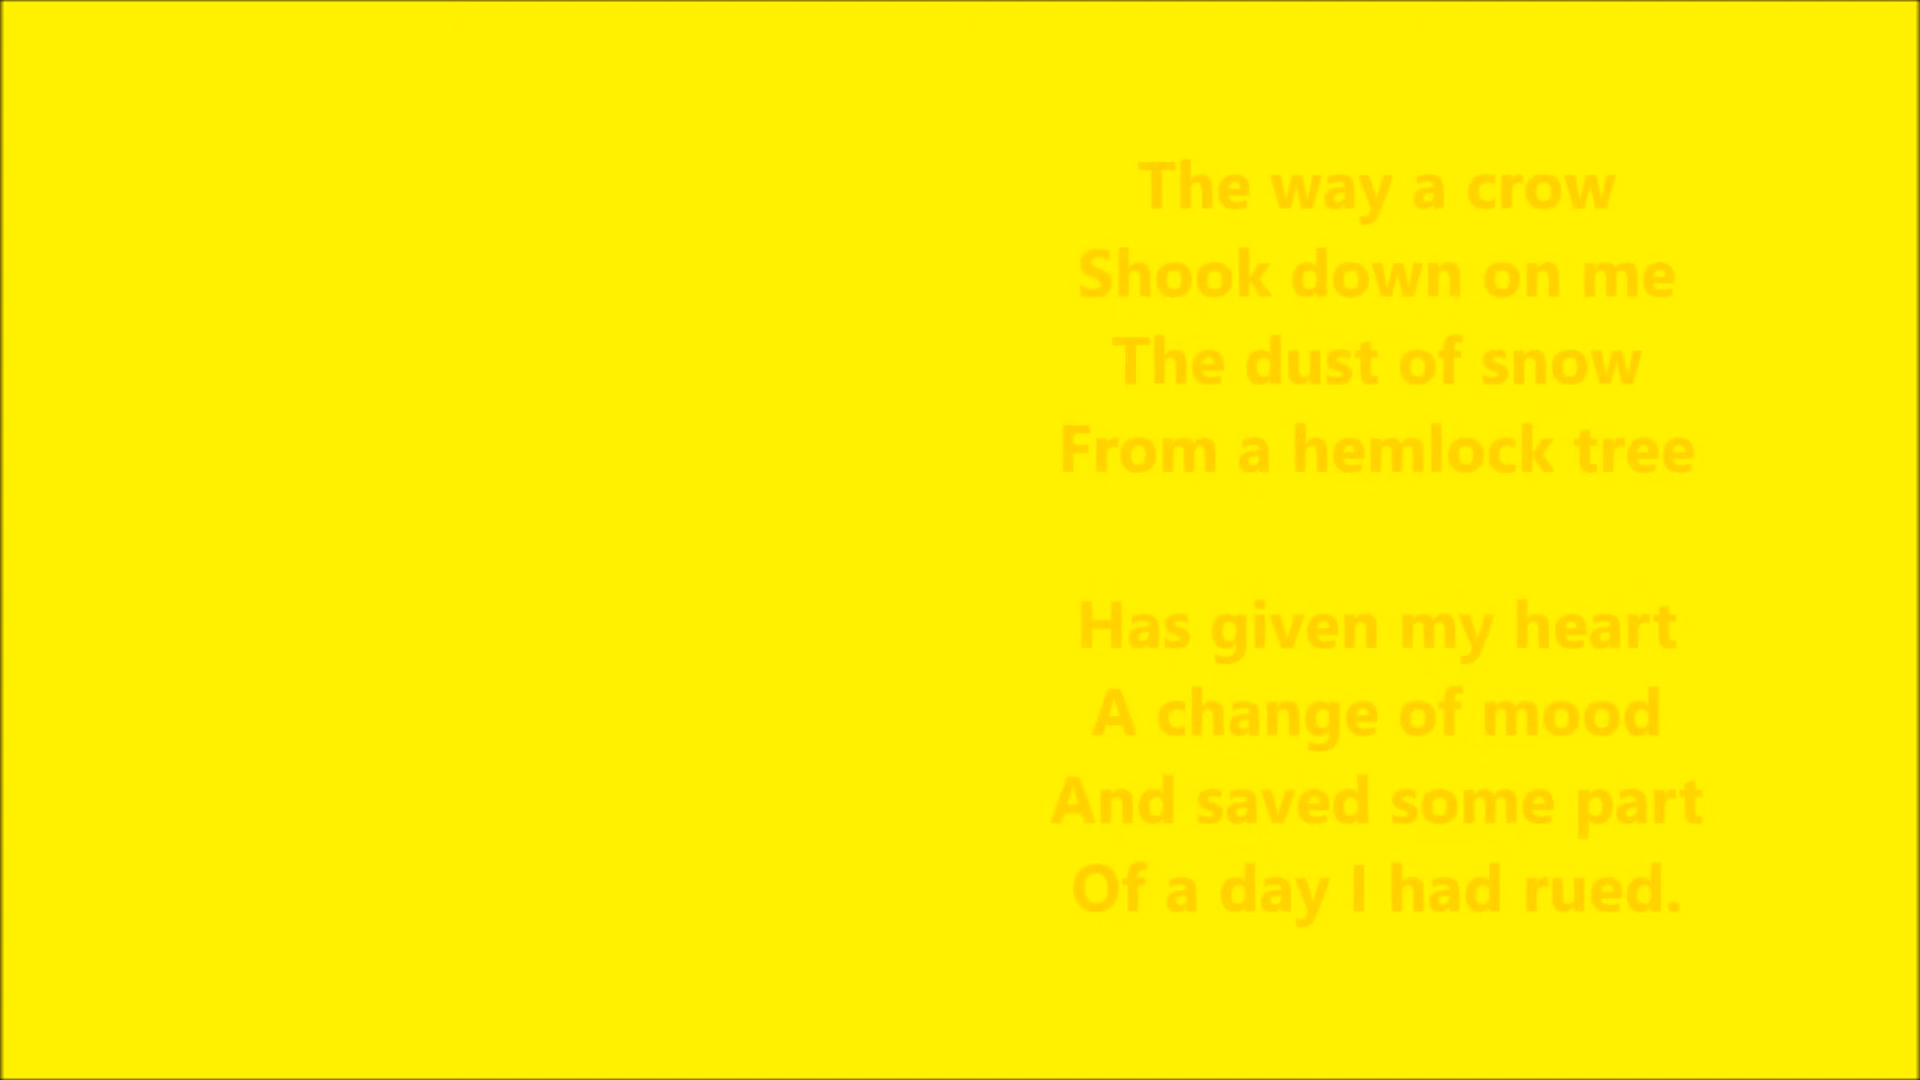 The way a crow
Shook down on me
The dust of snow
From a hemlock tree
Has given my heart
A change of mood
And saved some part
Of a day I had rued.